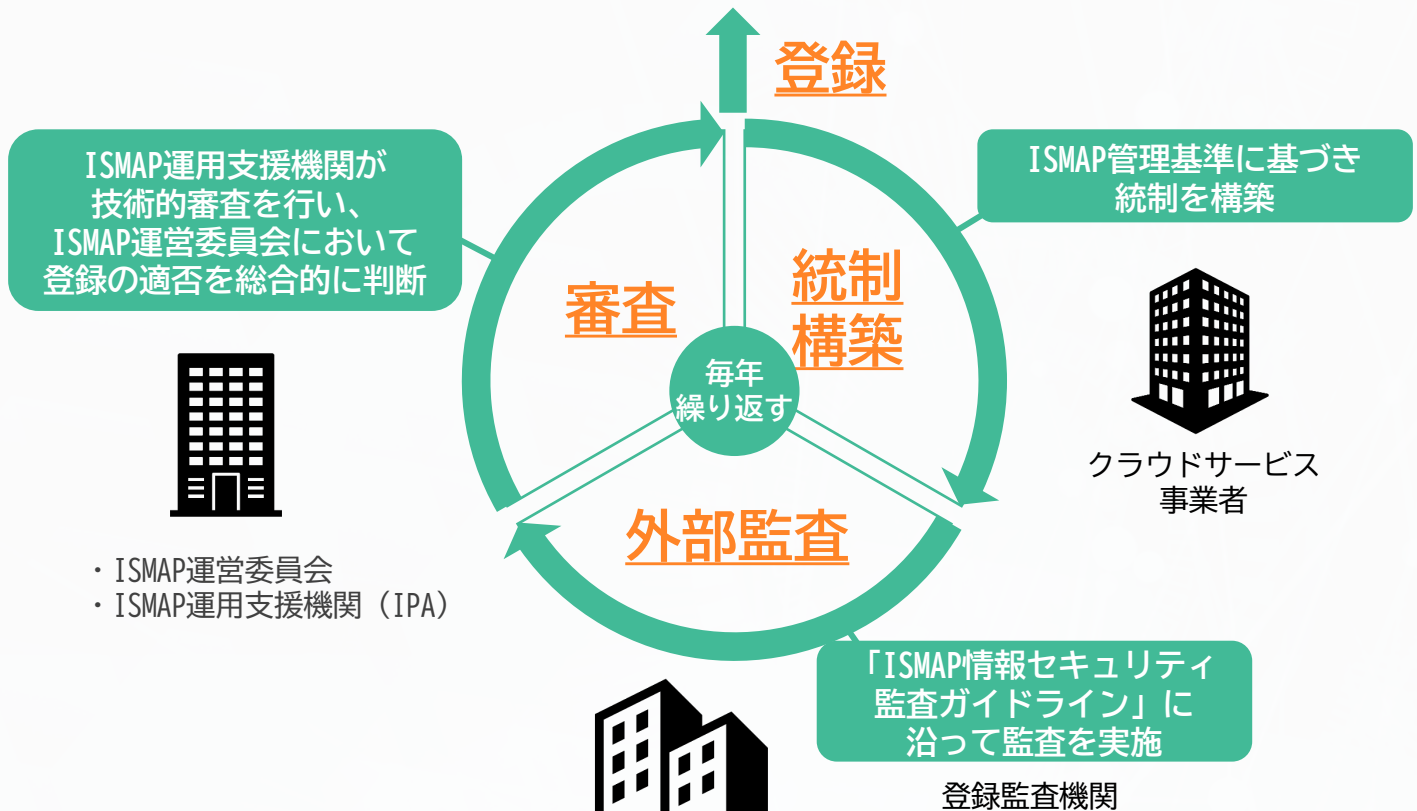 登録
ISMAP運用支援機関が
技術的審査を行い、
ISMAP運営委員会において
登録の適否を総合的に判断
ISMAP管理基準に基づき
統制を構築
審査
統制
構築
毎年
繰り返す
クラウドサービス
事業者
外部監査
・ISMAP運営委員会
・ISMAP運用支援機関（IPA）
「ISMAP情報セキュリティ
監査ガイドライン」に
沿って監査を実施
登録監査機関